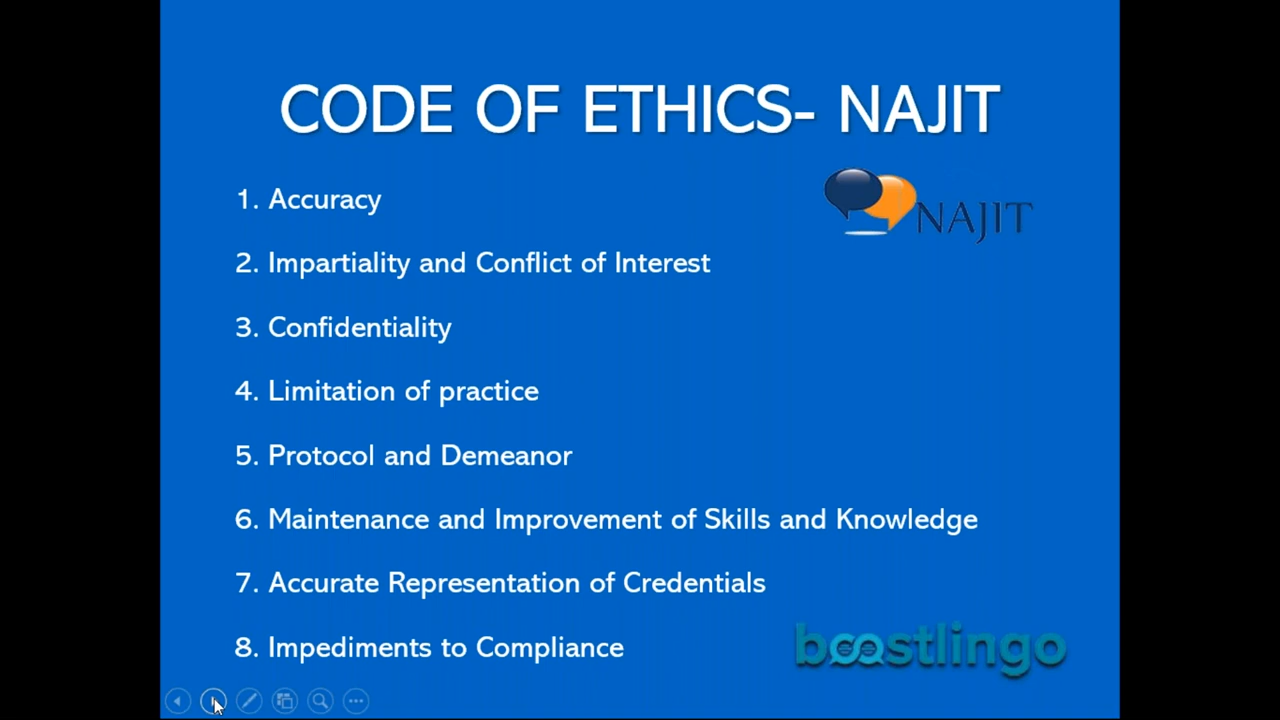 CODE OF ETHICS- NAJIT
NAJIT
1. Accuracy
2. Impartiality and Conflict of Interest
3. Confidentiality
4. Limitation of practice
5. Protocol and Demeanor
6. Maintenance and Improvement of Skills and Knowledge
7. Accurate Representation of Credentials
8. Impediments to Compliance
boostlingo